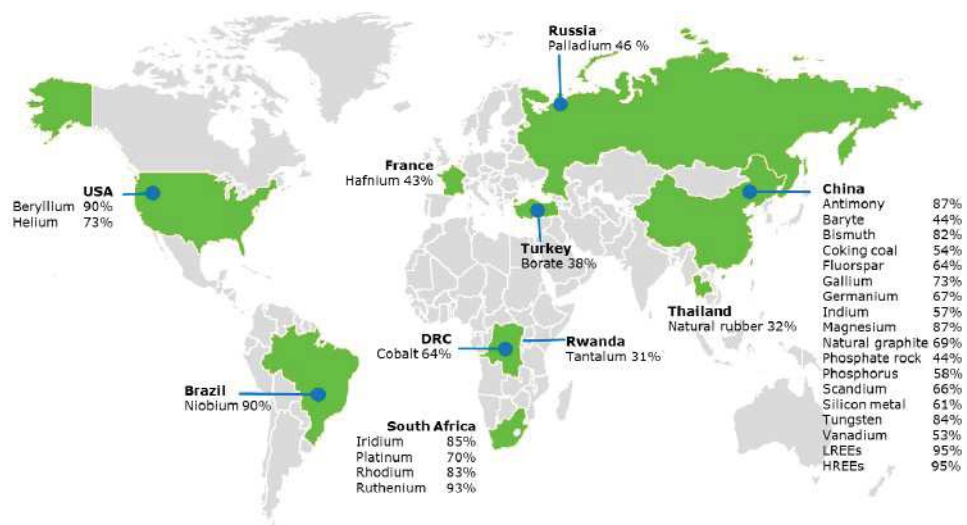 Russia
Palladium 46 %
France
Hafnium 43%
USA
Beryllium 90%
Helium 73%
Turkey
Borate 38%
China
Antimony 87%
Baryte 44%
Bismuth 82%
Coking coal 54%
Fluorspar 64%
Gallium 73%
Germanium 67%
Indium 57%
Magnesium 87%
Natural graphite 69%
Phosphate rock 44%
Phosphorus 58%
Scandium 66%
Silicon metal 61%
Tungsten 84%
Vanadium 53%
LREEs 95%
HREEs 95%
Thailand
Natural rubber 32%
DRC
Cobalt 64%
Rwanda
Tantalum 31%
Brazil
Niobium 90%
South Africa
Iridium 85%
Platinum 70%
Rhodium 83%
Ruthenium 93%